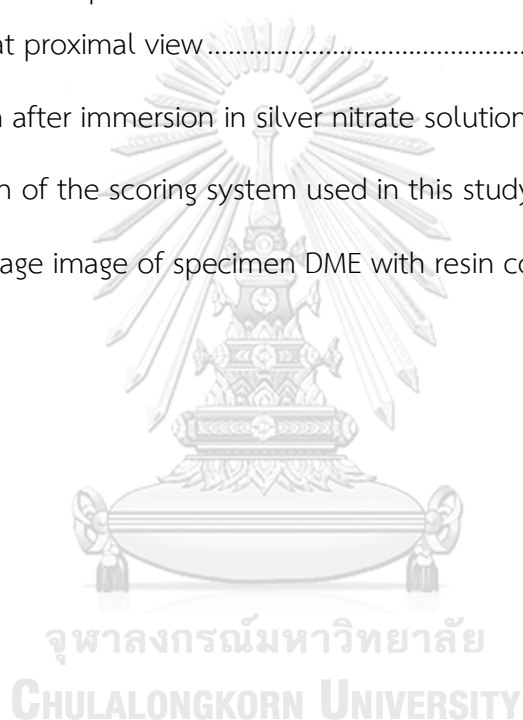 at proximal view
after immersion in silver nitrate solution
of the scoring system used in this study
image of specimen DME with resin
จุฬาลงกรณ์มหาวิทยาลัย
CHULALONGKORN UNIVERSITY